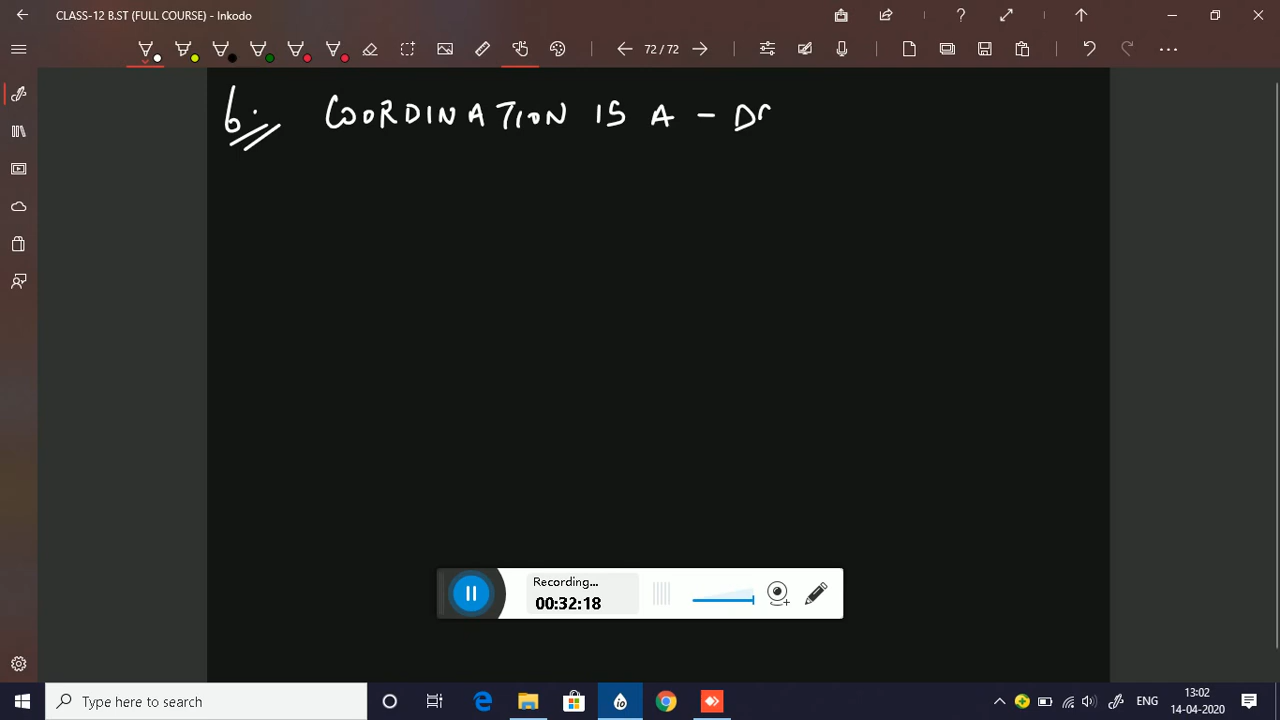 CLASS-12 B.ST (FULL COURSE) - Inkodo
72/72
6. COORDINATION IS A -
Recording...
00:32:18
Type here to search
ENG
13:02
14-04-2020